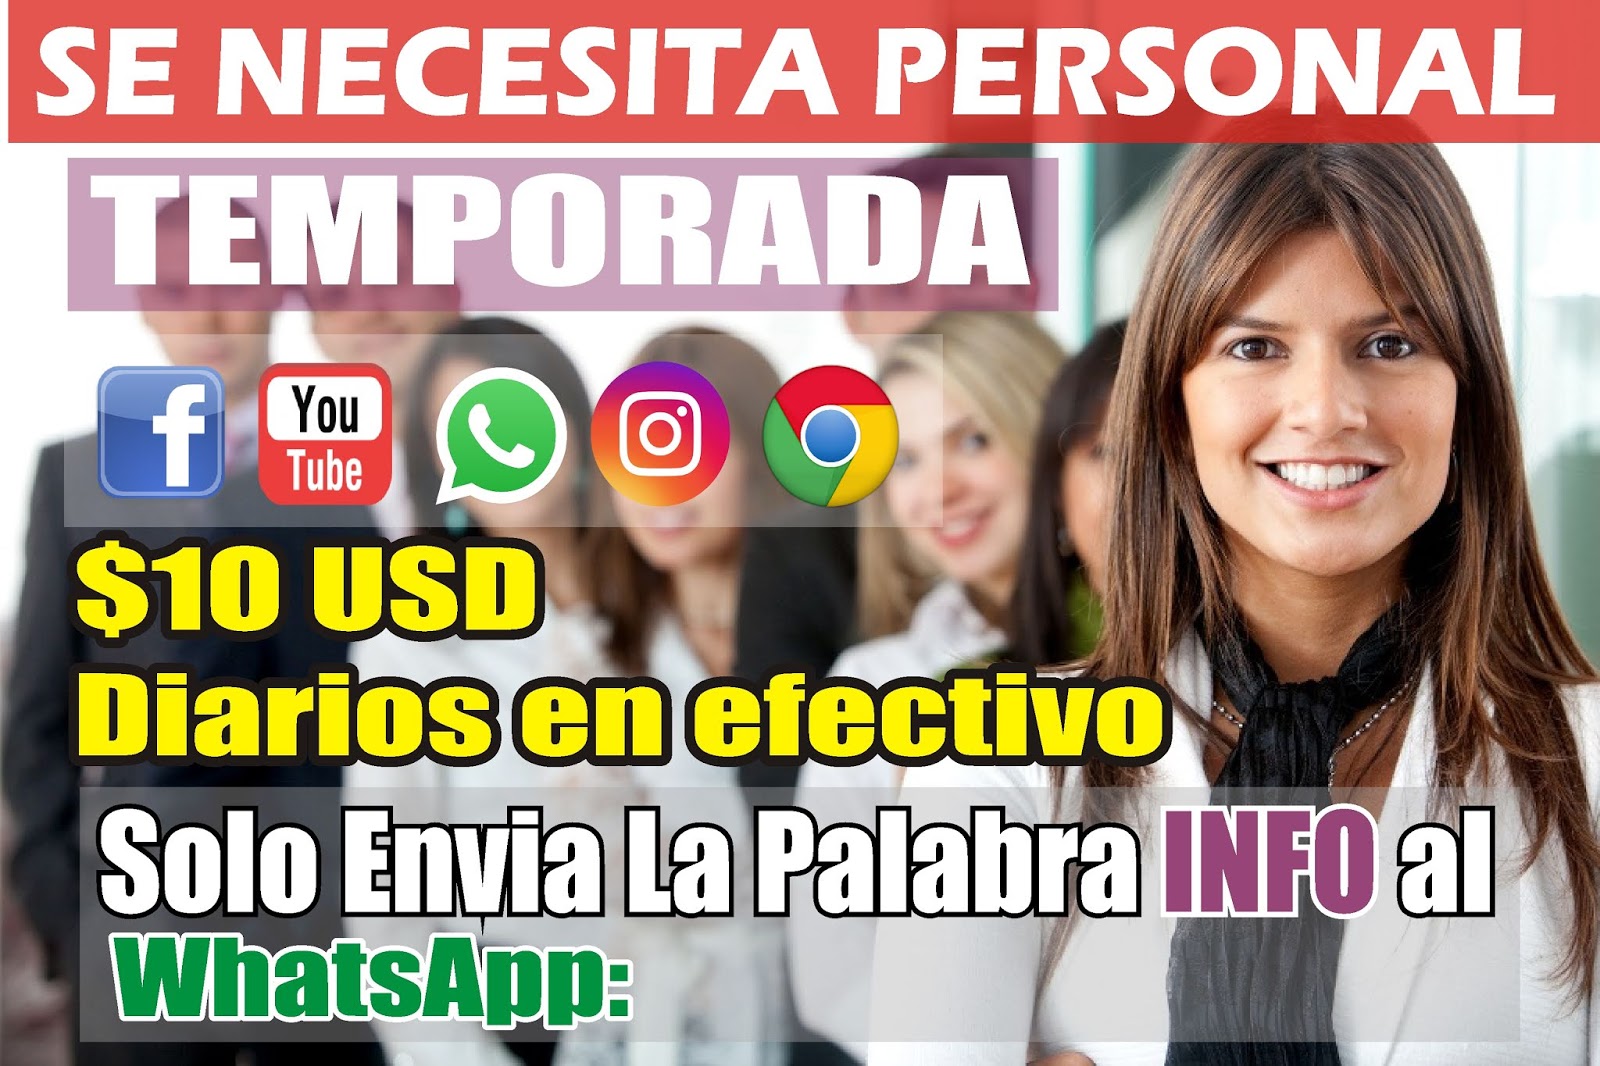 SE NECESITA PERSONAL
TEMPORADA
f
You
Tube
$10 USD
Diarios en efectivo
Solo Envia La Palabra INFO al
WhatsApp: